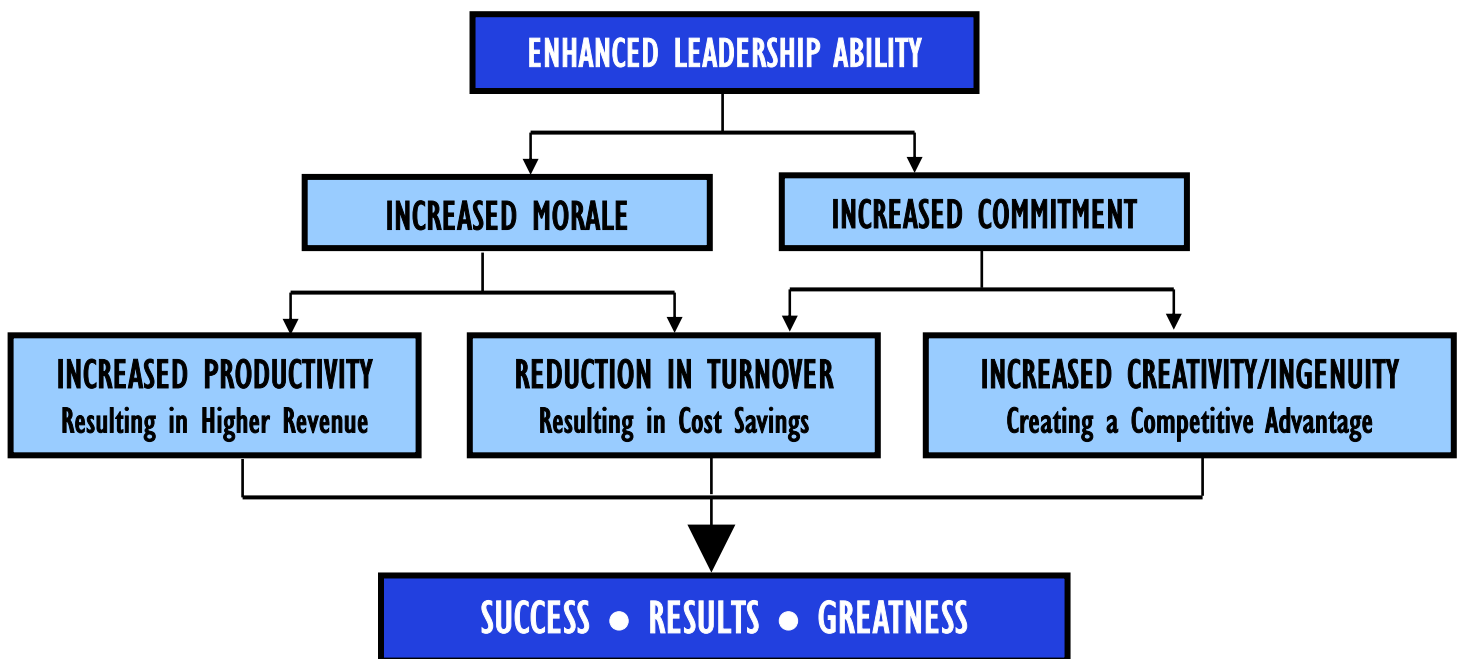 ENHANCED LEADERSHIP ABILITY
INCREASED MORALE
INCREASED COMMITMENT
INCREASED PRODUCTIVITY
Resulting in Higher Revenue
REDUCTION IN TURNOVER
Resulting in Cost Savings
INCREASED CREATIVITY/INGENUITY
Creating a Competitive Advantage
SUCCESS ● RESULTS ● GREATNESS